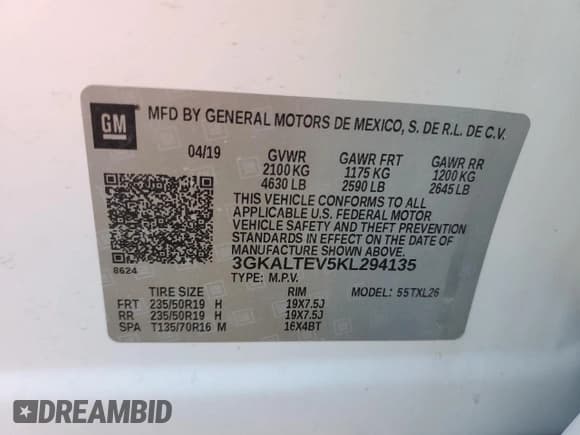 GM
MFD BY GENERAL MOTORS DE MEXICO, S. DE R.L. DE C.V.
04/19 GVWR GAWR FRT GAWR RR
2100 KG 1175 KG 1200 KG
4630 LB 2590 LB 2645 LB
THIS VEHICLE CONFORMS TO ALL
APPLICABLE U.S. FEDERAL MOTOR
VEHICLE SAFETY AND THEFT PREVENTION
STANDARDS IN EFFECT ON THE DATE OF
MANUFACTURE SHOWN ABOVE.
8624 3GKALTEV5KL294135
TYPE: M.P.V. MODEL: 55TXL26
TIRE SIZE RIM
FRT 235/50R19 H 19X7.5J
RR 235/50R19 H 19X7.5J
SPA T135/70R16 M 16X4BT
DREAMBID